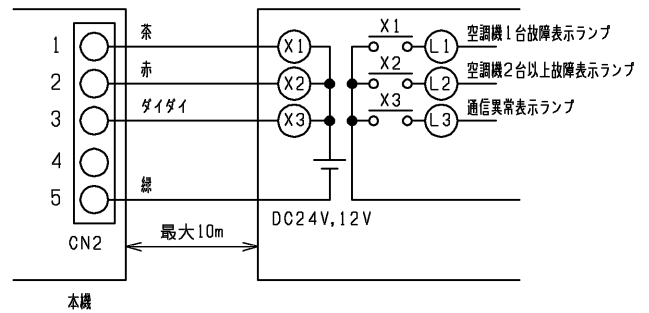 1 茶 X1 X1 L1 空調機1台故障表示ランプ
2 赤 X2 X2 L2 空調機2台以上故障表示ランプ
3 ダイダイ X3 X3 L3 通信異常表示ランプ
4
5 緑
DC24V,12V
CN2 最大10m
本機